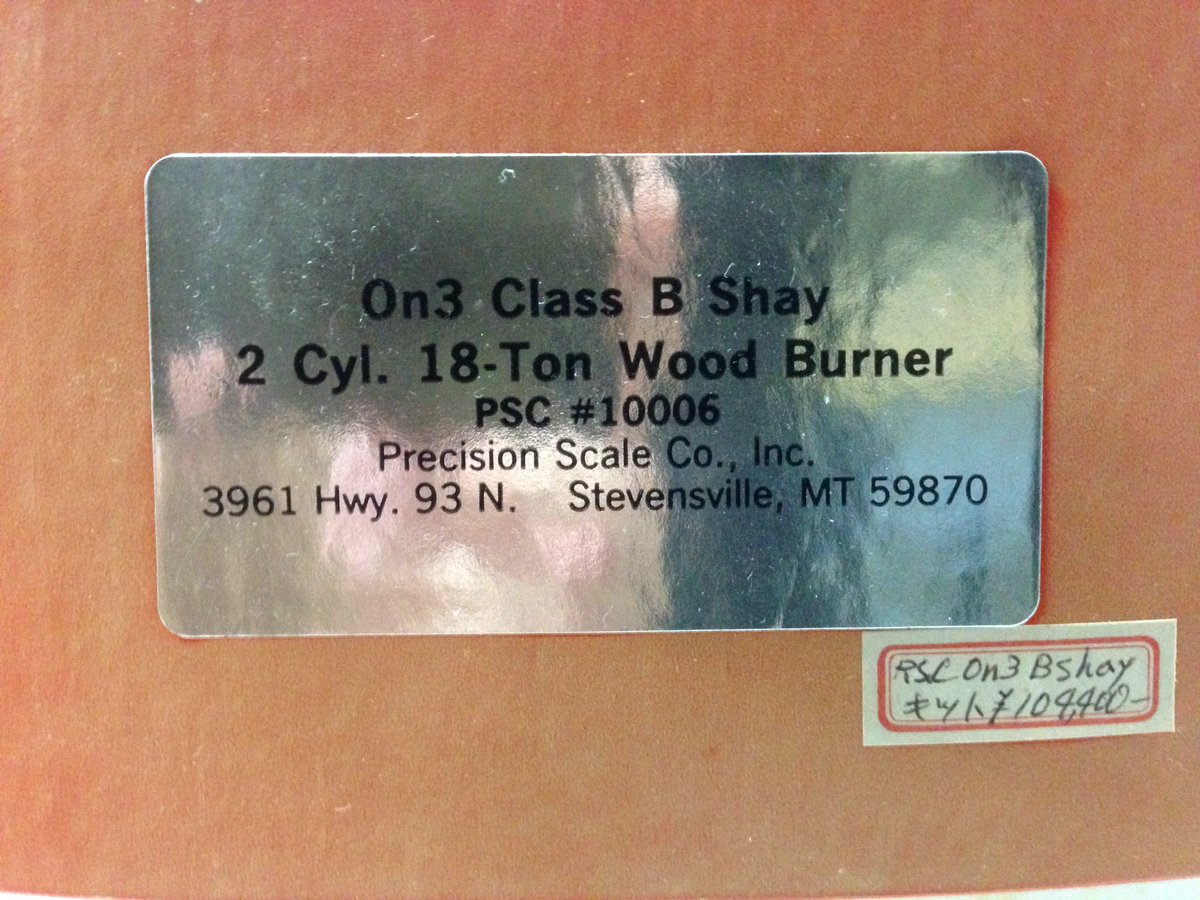 On3 Class B Shay
2 Cyl. 18-Ton Wood Burner
PSC #10006
Precision Scale Co., Inc.
3961 Hwy. 93 N. Stevensville, MT 59870
PSC On3 B shay
キット ¥104,400-